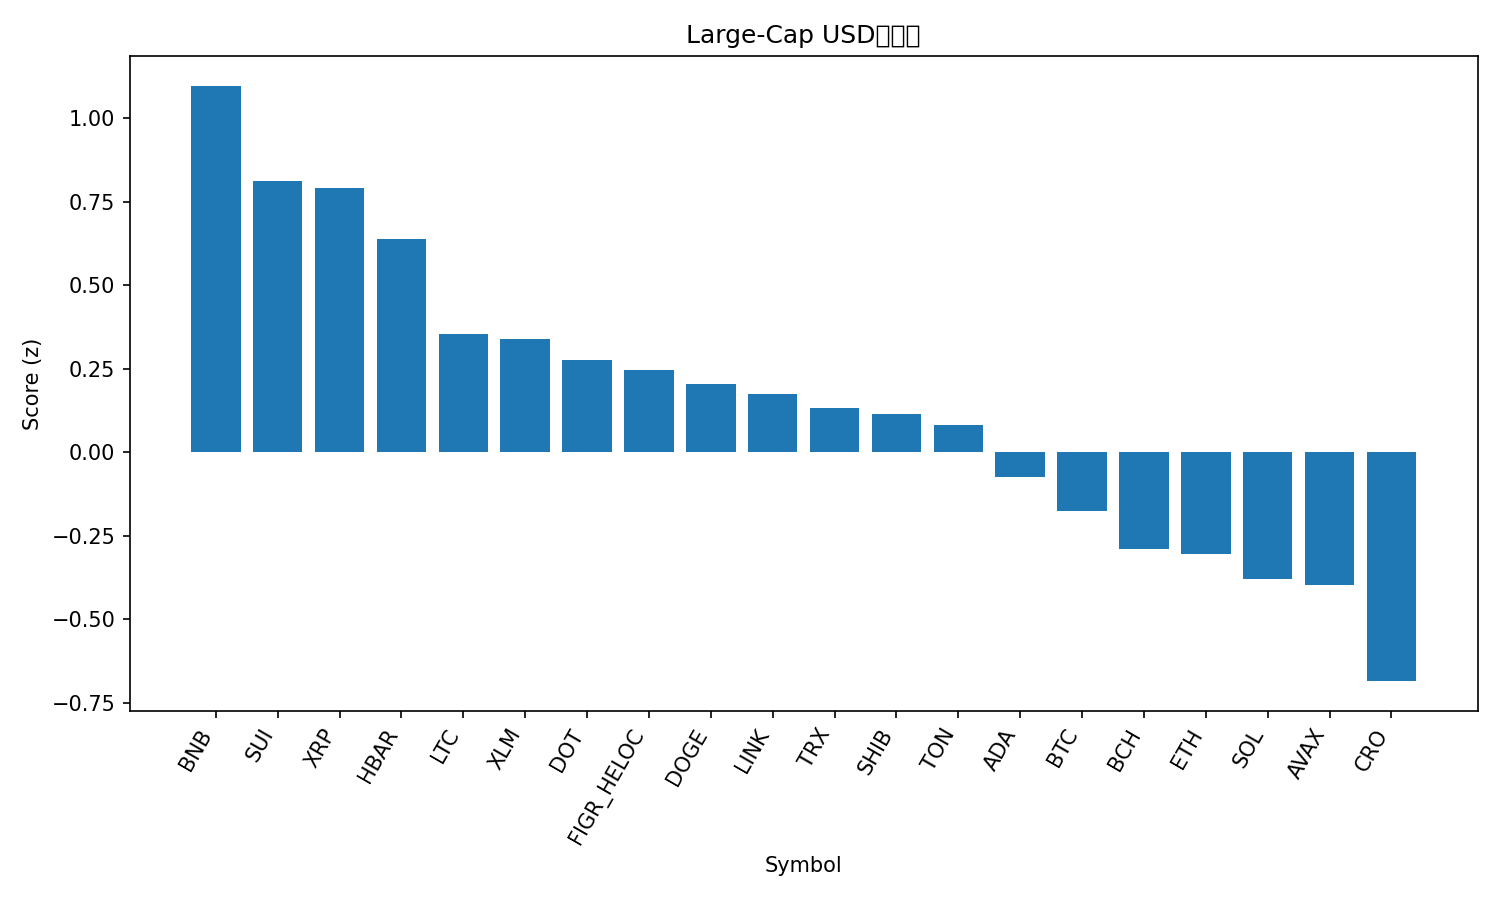 Large-Cap USD
1.00
0.75
0.50
0.25
0.00
−0.25
−0.50
−0.75
Score (z)
BNB
SUI
XRP
HBAR
LTC
XLM
DOT
FIGR_HELOC
DOGE
LINK
TRX
SHIB
TON
ADA
BTC
BCH
ETH
SOL
AVAX
CRO
Symbol